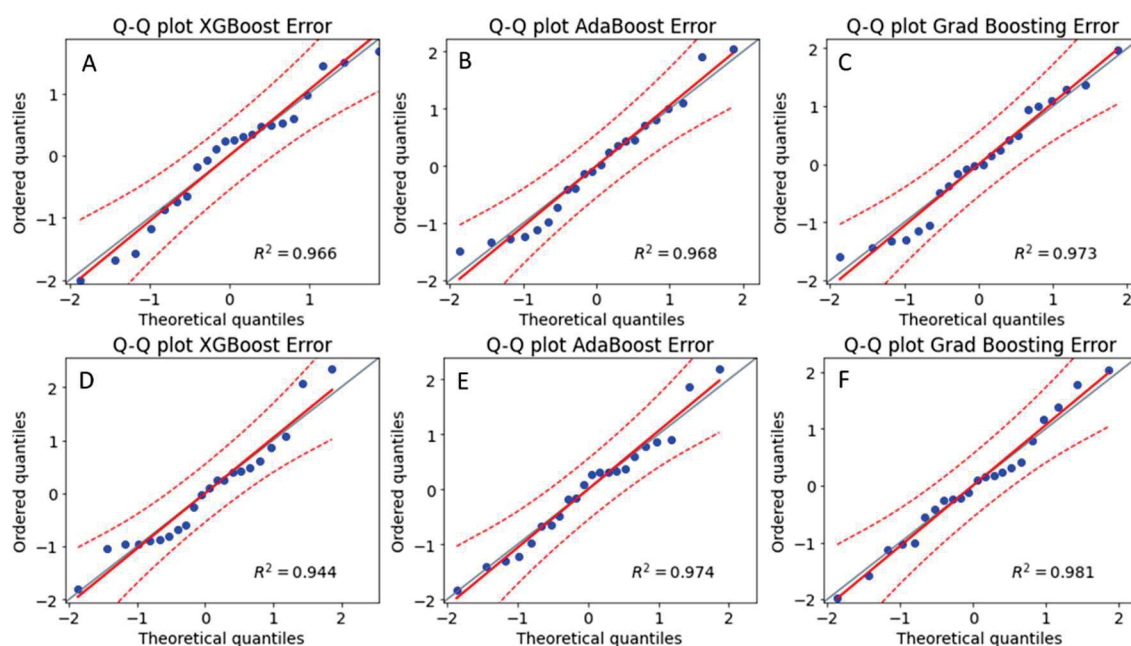 Q-Q plot XGBoost Error
Q-Q plot AdaBoost Error
Q-Q plot Grad Boosting Error
A
B
C
Ordered quantiles
Ordered quantiles
Ordered quantiles
1
0
−1
−2
2
1
0
−1
−2
2
1
0
−1
−2
R² = 0.966
R² = 0.968
R² = 0.973
−2 −1 0 1
−2 −1 0 1 2
−2 −1 0 1 2
Theoretical quantiles
Theoretical quantiles
Theoretical quantiles
Q-Q plot XGBoost Error
Q-Q plot AdaBoost Error
Q-Q plot Grad Boosting Error
D
E
F
Ordered quantiles
Ordered quantiles
Ordered quantiles
2
1
0
−1
−2
2
1
0
−1
−2
2
1
0
−1
−2
R² = 0.944
R² = 0.974
R² = 0.981
−2 −1 0 1 2
−2 −1 0 1 2
−2 −1 0 1 2
Theoretical quantiles
Theoretical quantiles
Theoretical quantiles